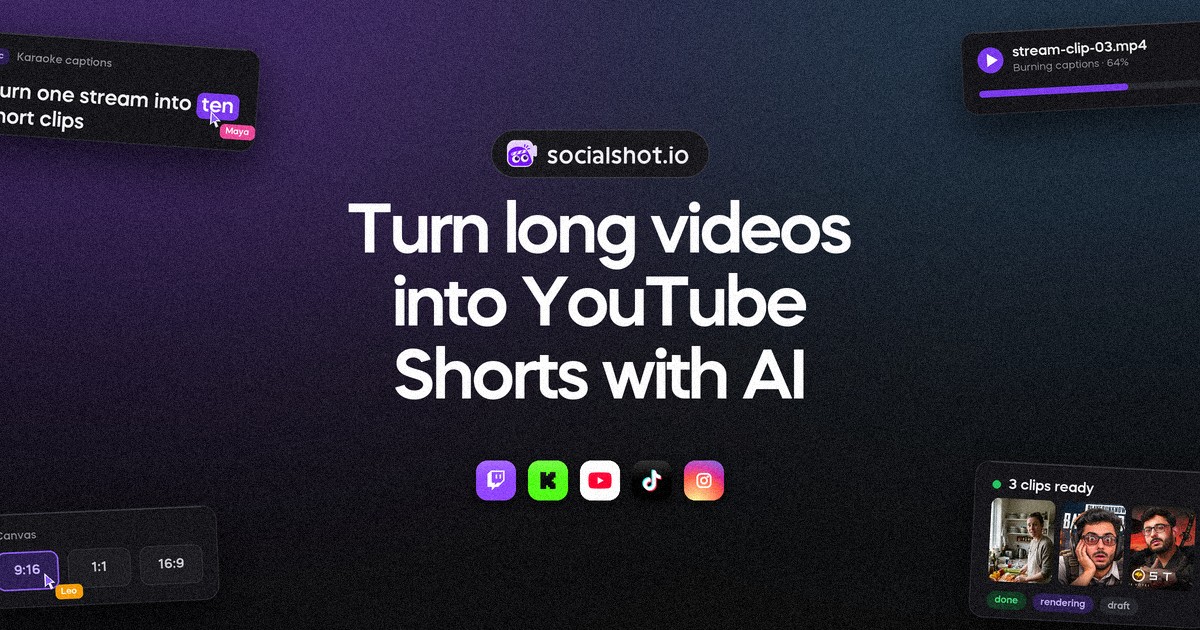 Karaoke captions
urn one stream into ten
hort clips
Maya
stream-clip-03.mp4
Burning captions · 64%
socialshot.io
Turn long videos
into YouTube
Shorts with AI
Canvas
9:16
1:1
16:9
Leo
3 clips ready
S T
done
rendering
draft